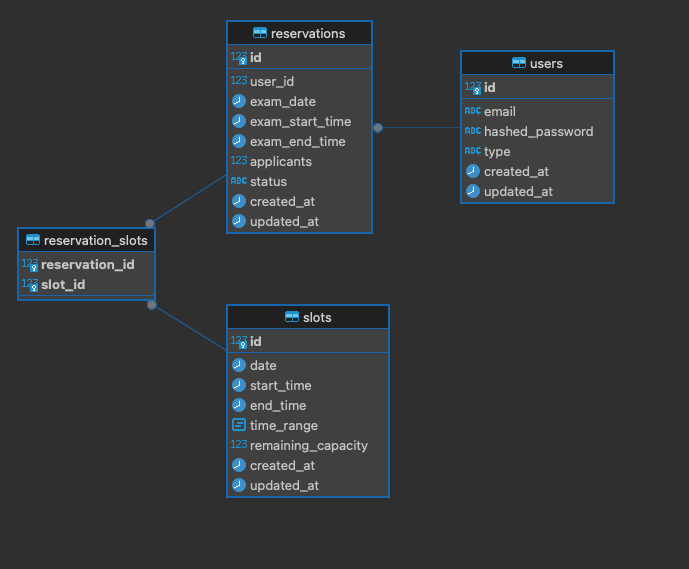 reservations
123 id
123 user_id
exam_date
exam_start_time
exam_end_time
123 applicants
ABC status
created_at
updated_at
users
123 id
ABC email
ABC hashed_password
ABC type
created_at
updated_at
reservation_slots
123 reservation_id
123 slot_id
slots
123 id
date
start_time
end_time
time_range
123 remaining_capacity
created_at
updated_at